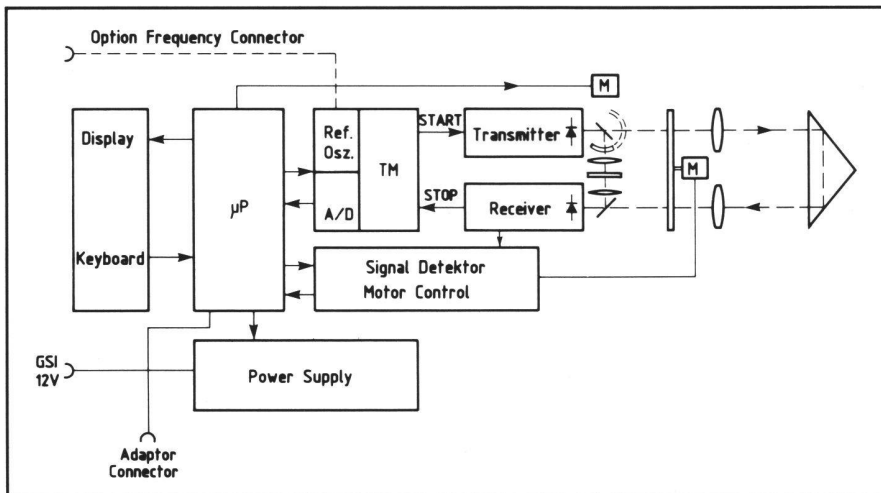 Option Frequency Connector
M
Display
Keyboard
µP
Ref.
Osz.
A/D
TM
START
STOP
Transmitter
Receiver
M
Signal Detektor
Motor Control
GSI
12V
Power Supply
Adaptor
Connector